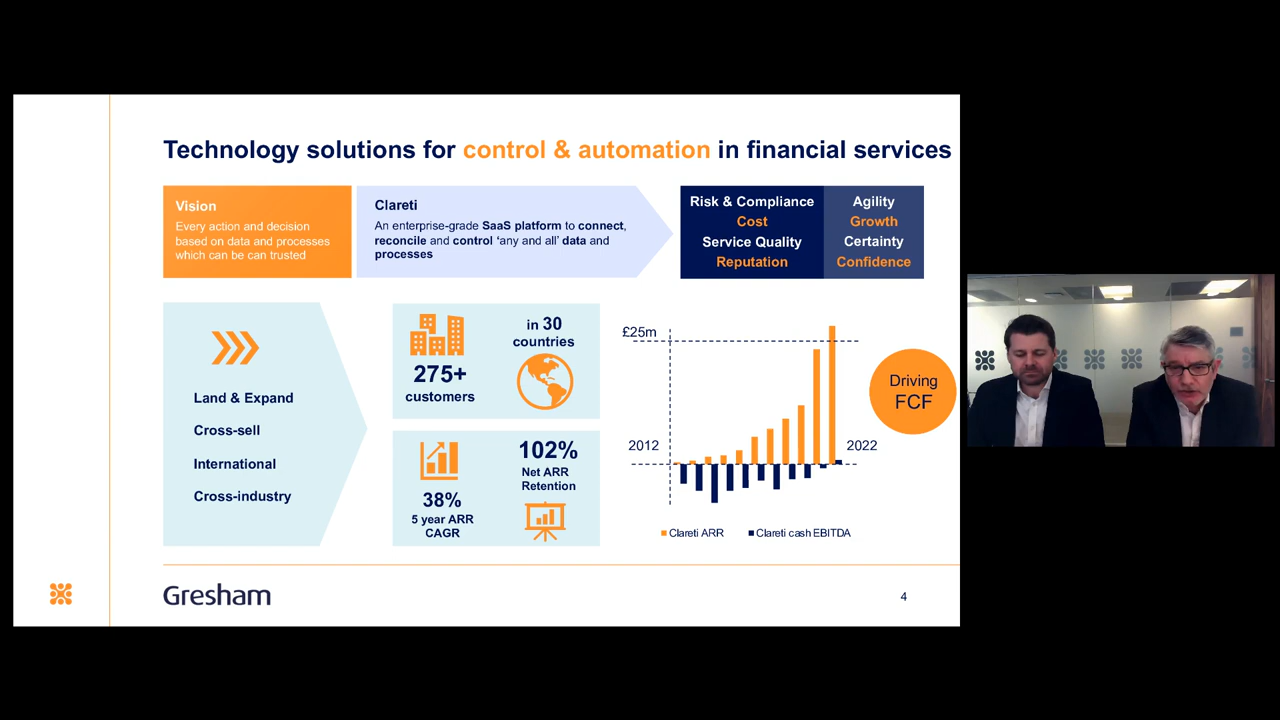 Technology solutions for control & automation in financial services
Vision
Every action and decision
based on data and processes
which can be can trusted
Clareti
An enterprise-grade SaaS platform to connect,
reconcile and control ‘any and all’ data and
processes
Risk & Compliance
Cost
Service Quality
Reputation
Agility
Growth
Certainty
Confidence
Land & Expand
Cross-sell
International
Cross-industry
275+
customers
in 30
countries
38%
5 year ARR
CAGR
102%
Net ARR
Retention
£25m
2012
2022
Clareti ARR
Clareti cash EBITDA
Driving
FCF
Gresham
4